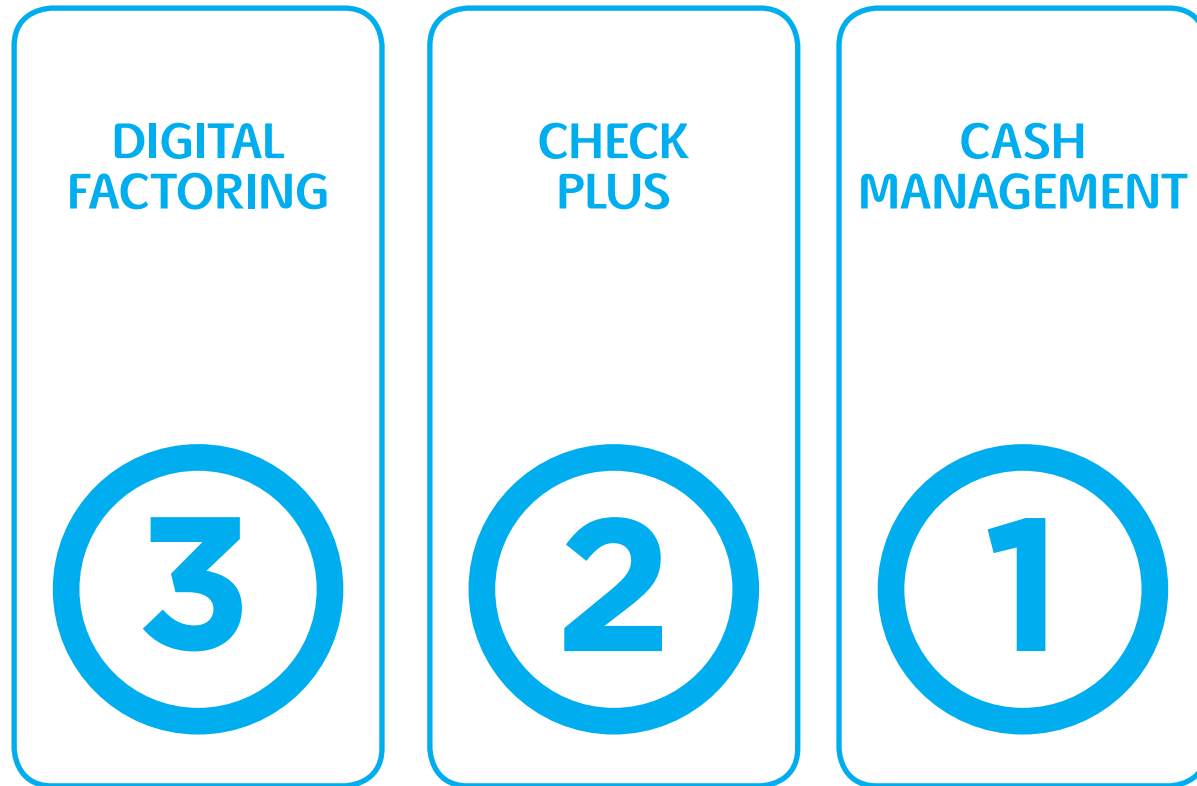 DIGITAL
FACTORING
3
CHECK
PLUS
2
CASH
MANAGEMENT
1